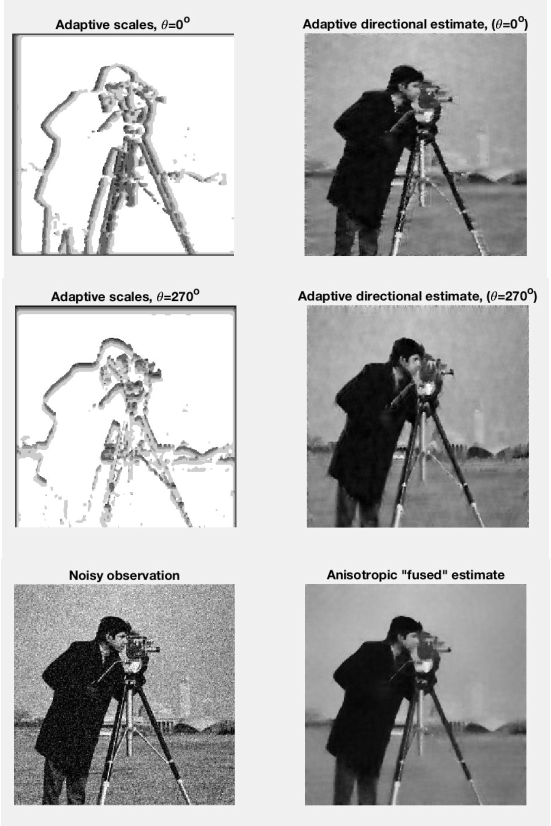 Adaptive scales, θ=0°
Adaptive directional estimate, (θ=0°)
Adaptive scales, θ=270°
Adaptive directional estimate, (θ=270°)
Noisy observation
Anisotropic "fused" estimate